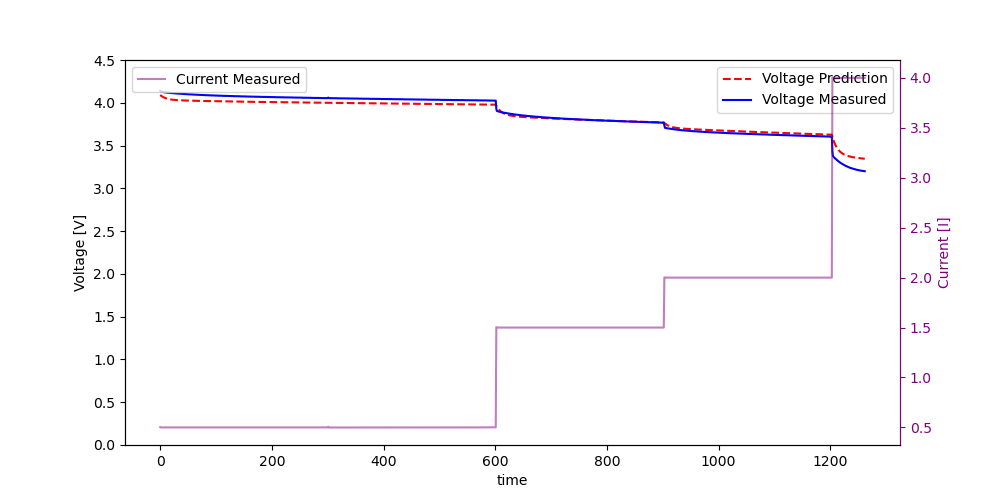 Current Measured
Voltage Prediction
Voltage Measured
4.5
4.0
3.5
3.0
2.5
2.0
1.5
1.0
0.5
0.0
Voltage [V]
4.0
3.5
3.0
2.5
2.0
1.5
1.0
0.5
Current [I]
0 200 400 600 800 1000 1200
time